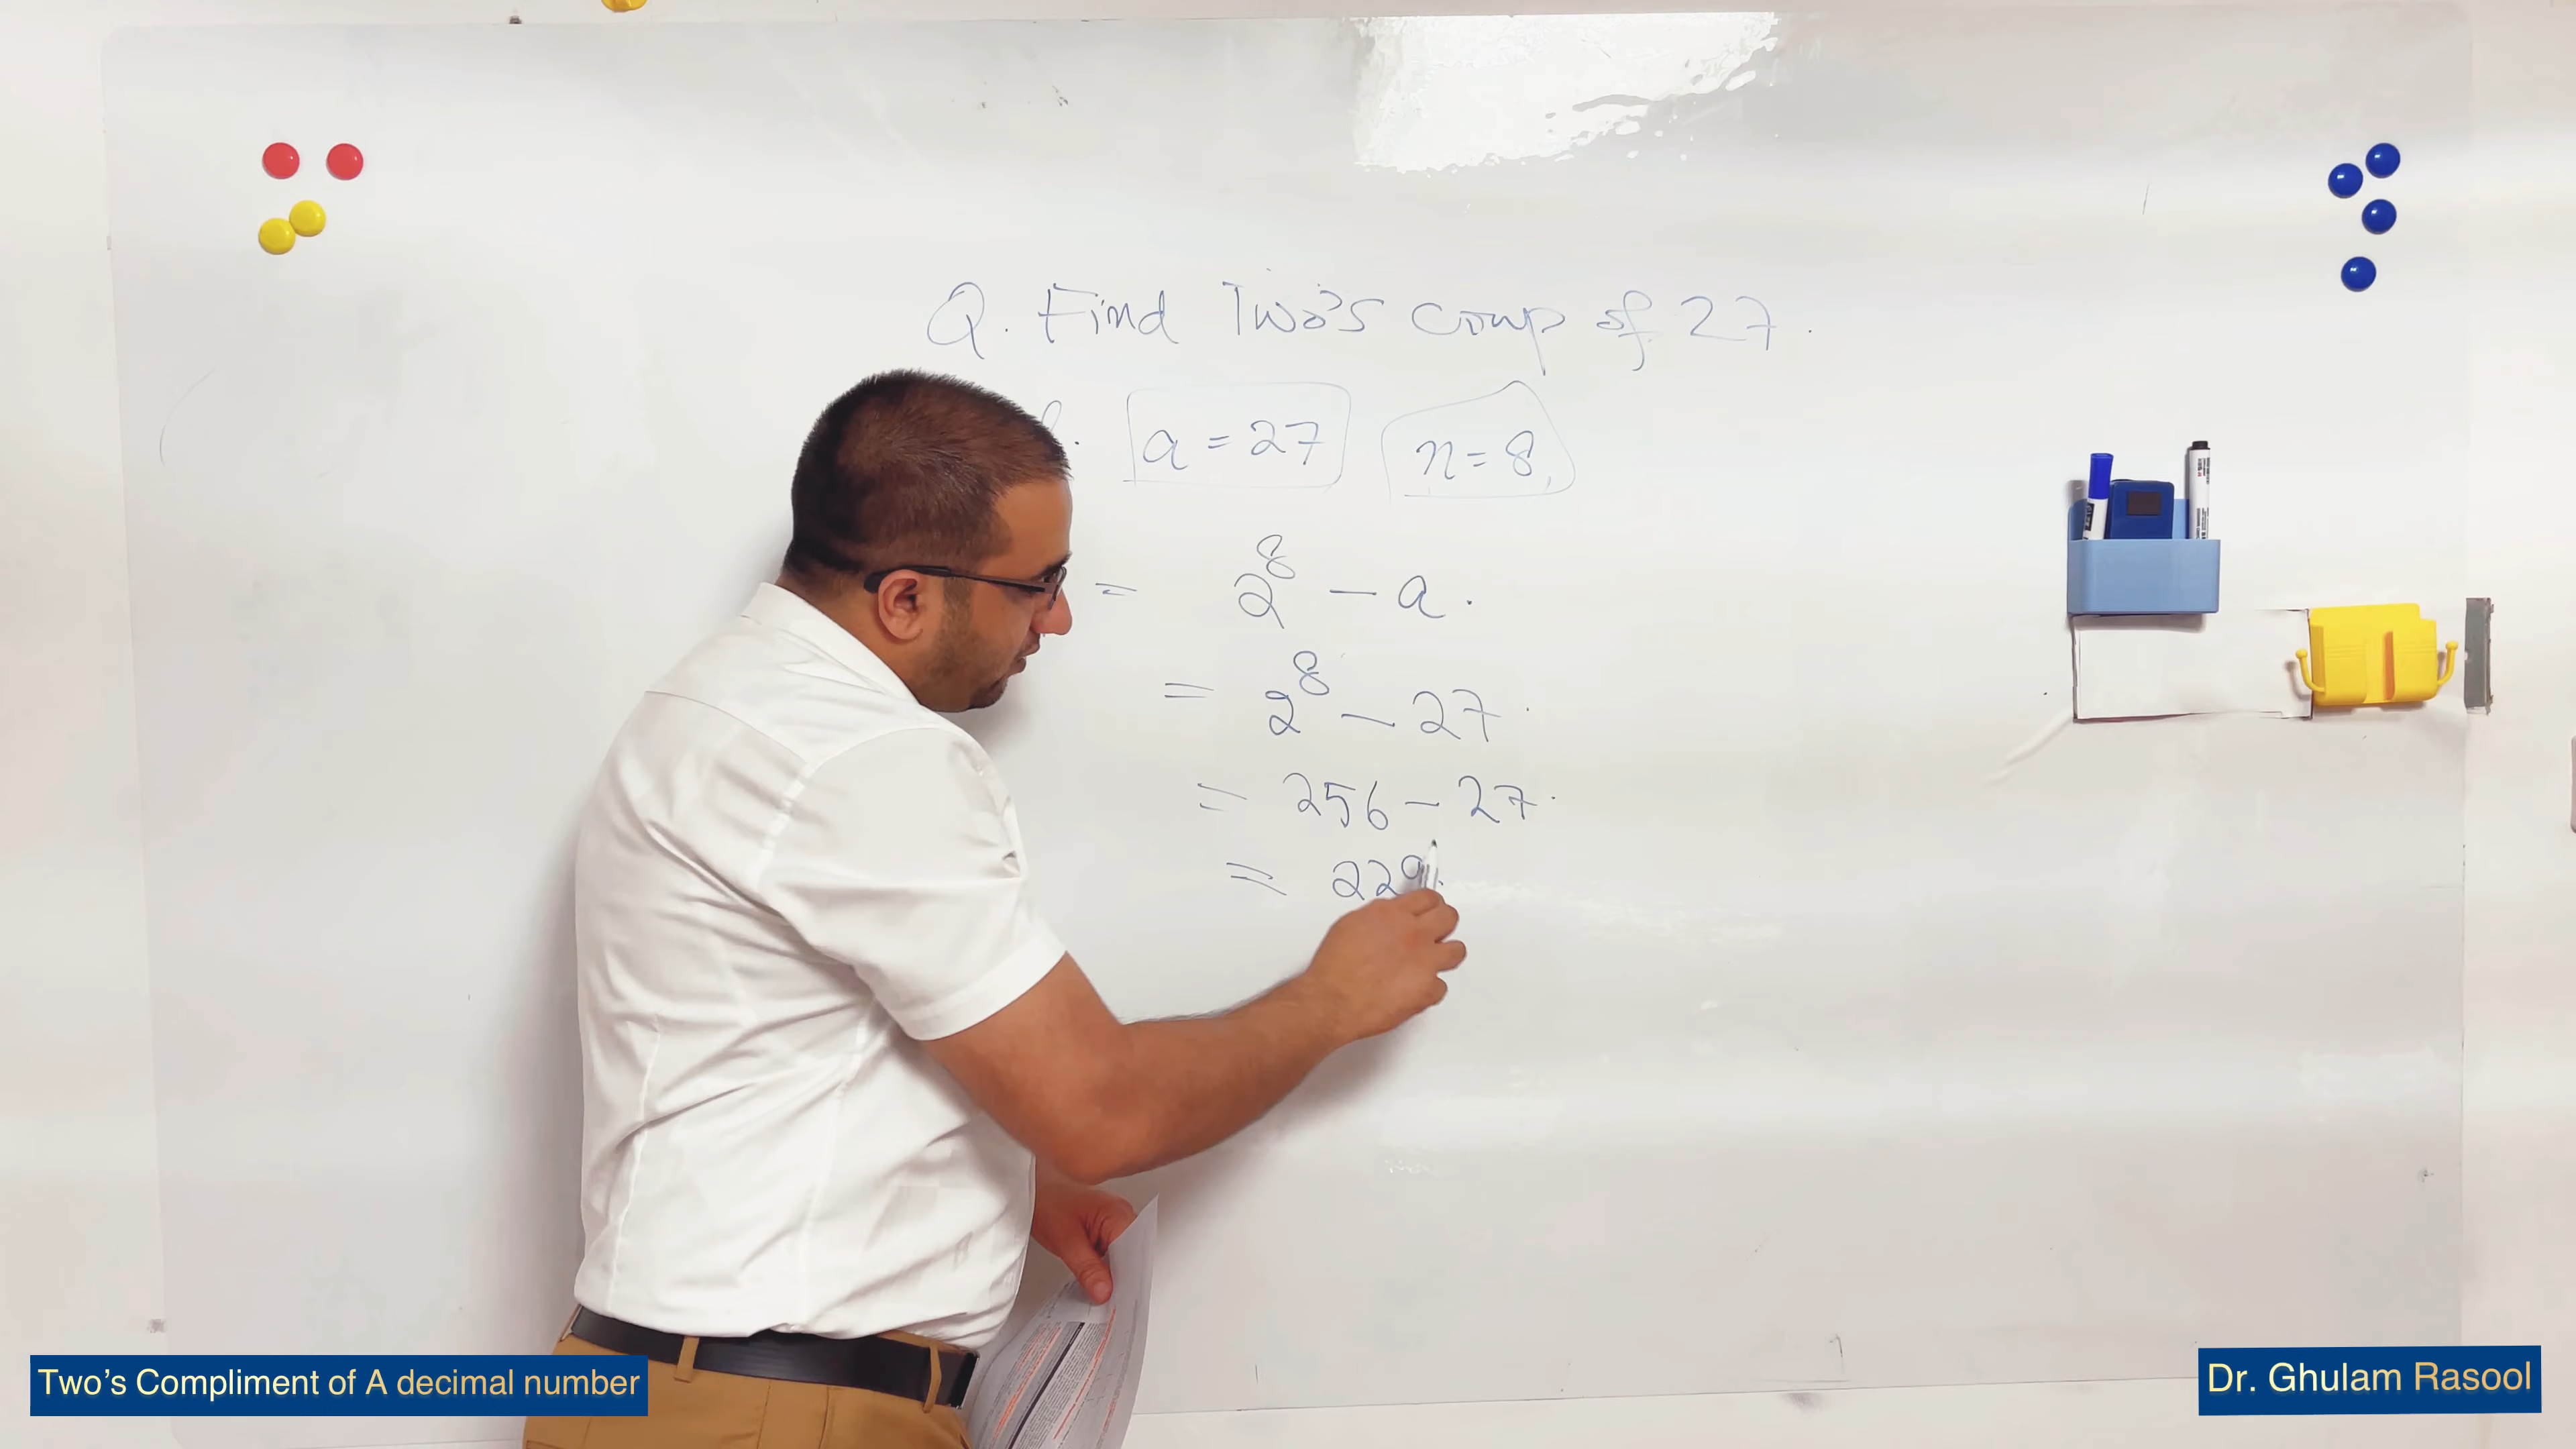 Q. Find Two's comp of 27.
a = 27 n = 8
= 2⁸ - a.
= 2⁸ - 27.
= 256 - 27.
= 229.
Two's Compliment of A decimal number
Dr. Ghulam Rasool